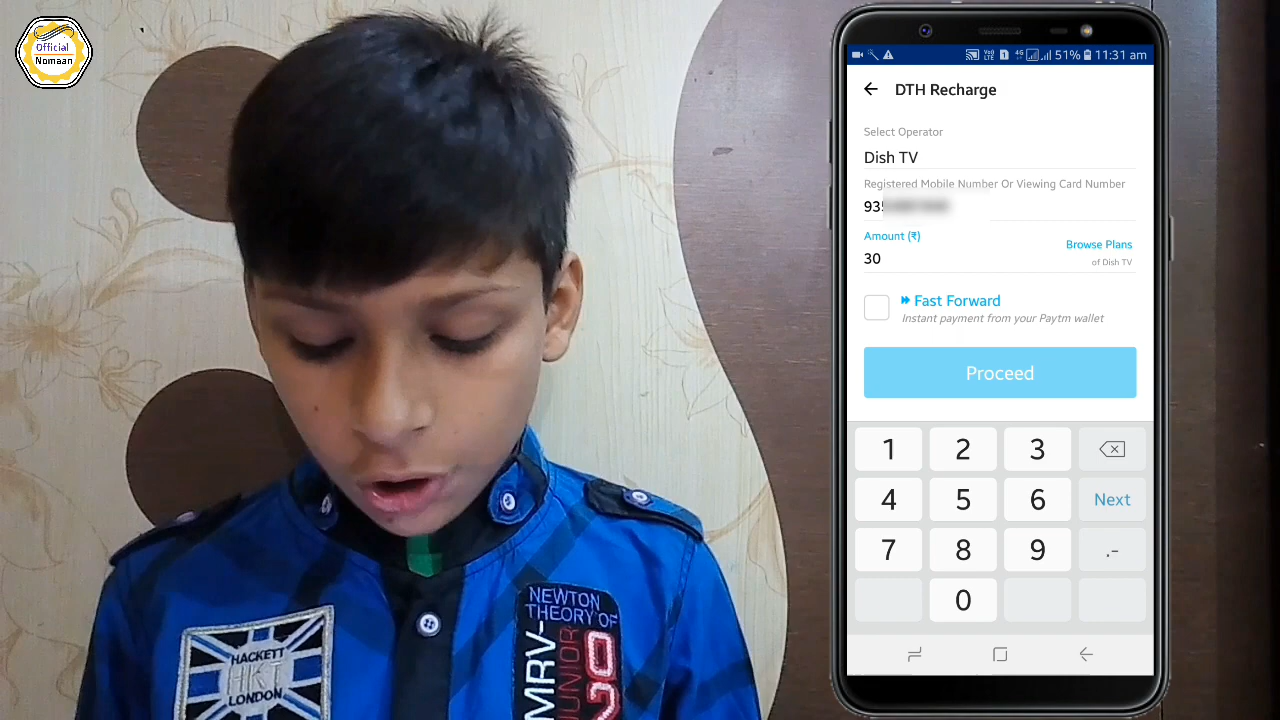 Official
Nomaan
51% 11:31 am
DTH Recharge
Select Operator
Dish TV
Registered Mobile Number Or Viewing Card Number
93
Amount (₹)
Browse Plans
30
of Dish TV
Fast Forward
Instant payment from your Paytm wallet
Proceed
1 2 3
4 5 6 Next
7 8 9 .-
0
HACKETT
HKT
LONDON
NEWTON
THEORY OF
MRV-
JUNIOR